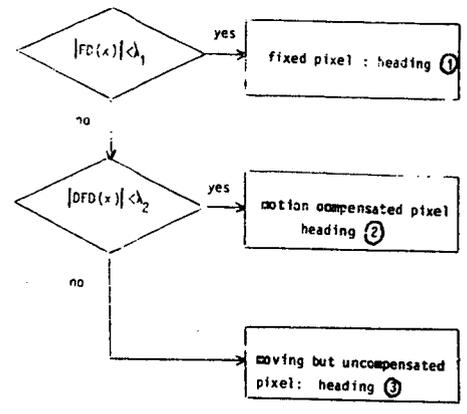 |FD(x)|<λ1
yes
fixed pixel : heading ①
no
|DFD(x)|<λ2
yes
motion compensated pixel
heading ②
no
moving but uncompensated
pixel: heading ③